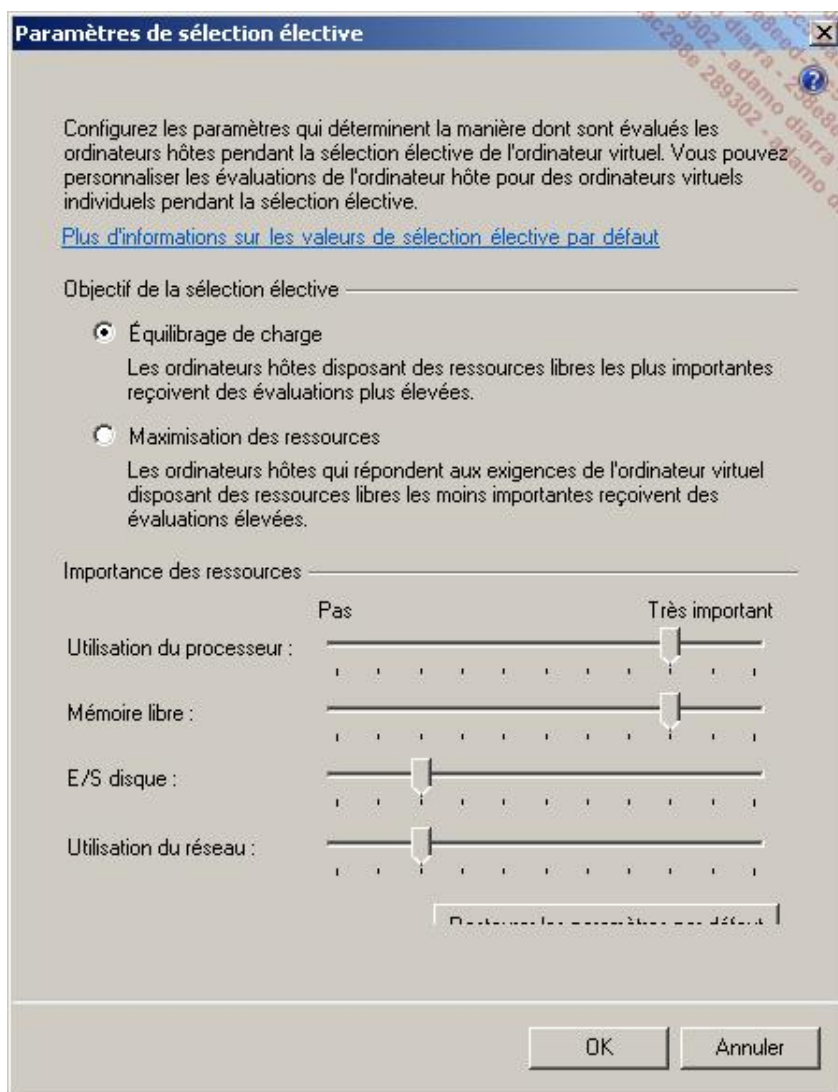 Paramètres de sélection élective
Configurez les paramètres qui déterminent la manière dont sont évalués les
ordinateurs hôtes pendant la sélection élective de l'ordinateur virtuel. Vous pouvez
personnaliser les évaluations de l'ordinateur hôte pour des ordinateurs virtuels
individuels pendant la sélection élective.
Plus d'informations sur les valeurs de sélection élective par défaut
Objectif de la sélection élective
Équilibrage de charge
Les ordinateurs hôtes disposant des ressources libres les plus importantes
reçoivent des évaluations plus élevées.
Maximisation des ressources
Les ordinateurs hôtes qui répondent aux exigences de l'ordinateur virtuel
disposant des ressources libres les moins importantes reçoivent des
évaluations élevées.
Importance des ressources
Pas Très important
Utilisation du processeur :
Mémoire libre :
E/S disque :
Utilisation du réseau :
Restaurer les paramètres par défaut
OK Annuler